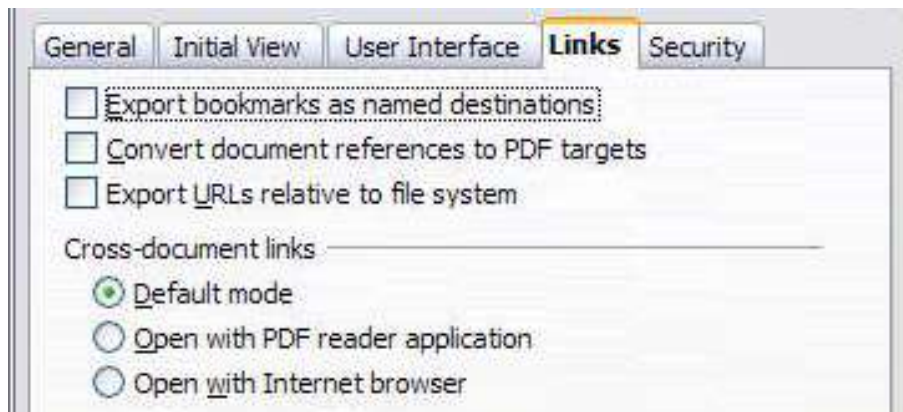 General Initial View User Interface Links Security
Export bookmarks as named destinations
Convert document references to PDF targets
Export URLs relative to file system
Cross-document links
Default mode
Open with PDF reader application
Open with Internet browser